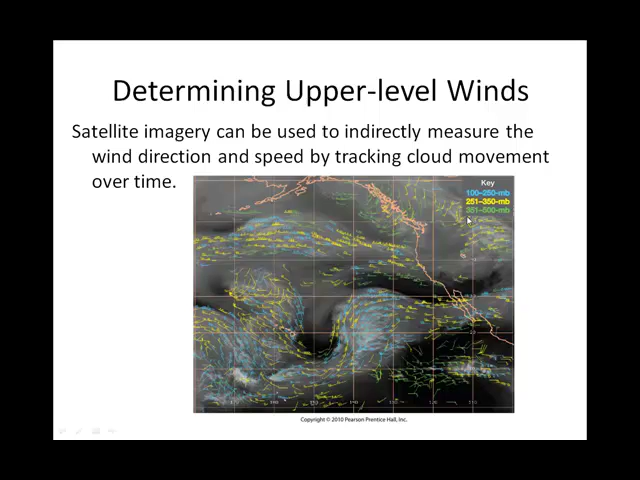 Determining Upper-level Winds
Satellite imagery can be used to indirectly measure the
wind direction and speed by tracking cloud movement
over time.
Key
100–250-mb
251–350-mb
351–500-mb
Copyright © 2010 Pearson Prentice Hall, Inc.